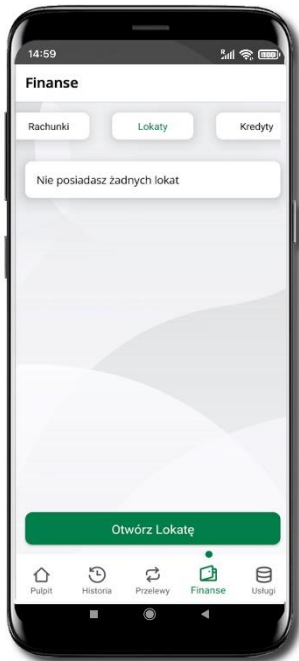 14:59
Finanse
Rachunki Lokaty Kredyty
Nie posiadasz żadnych lokat
Otwórz Lokatę
Pulpit Historia Przelewy Finanse Usługi